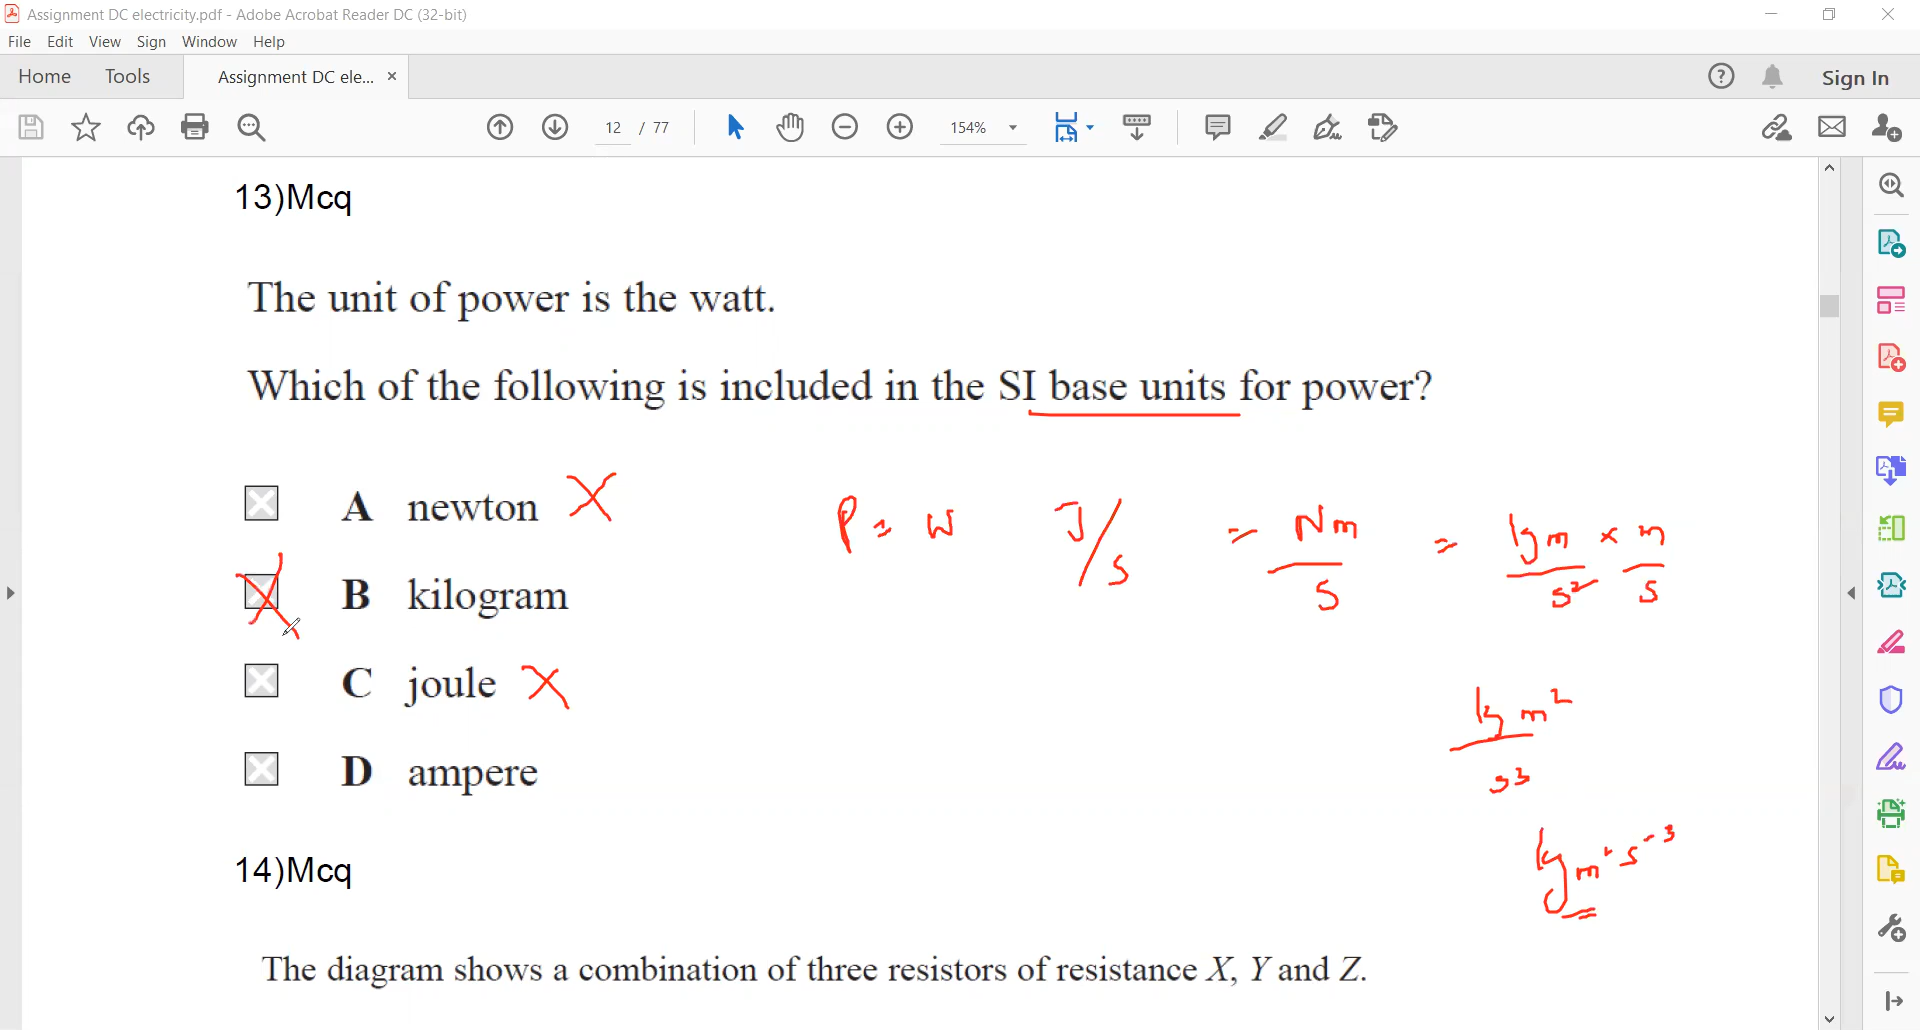 Assignment DC electricity.pdf - Adobe Acrobat Reader DC (32-bit)
File Edit View Sign Window Help
Home Tools Assignment DC ele... × Sign In
12 / 77 154%
13)Mcq
The unit of power is the watt.
Which of the following is included in the SI base units for power?
A newton X
B kilogram
C joule X
D ampere
P = W J/s = Nm/s = kgm/s² × m/s
kg m²/s³
kg m² s⁻³
14)Mcq
The diagram shows a combination of three resistors of resistance X, Y and Z.